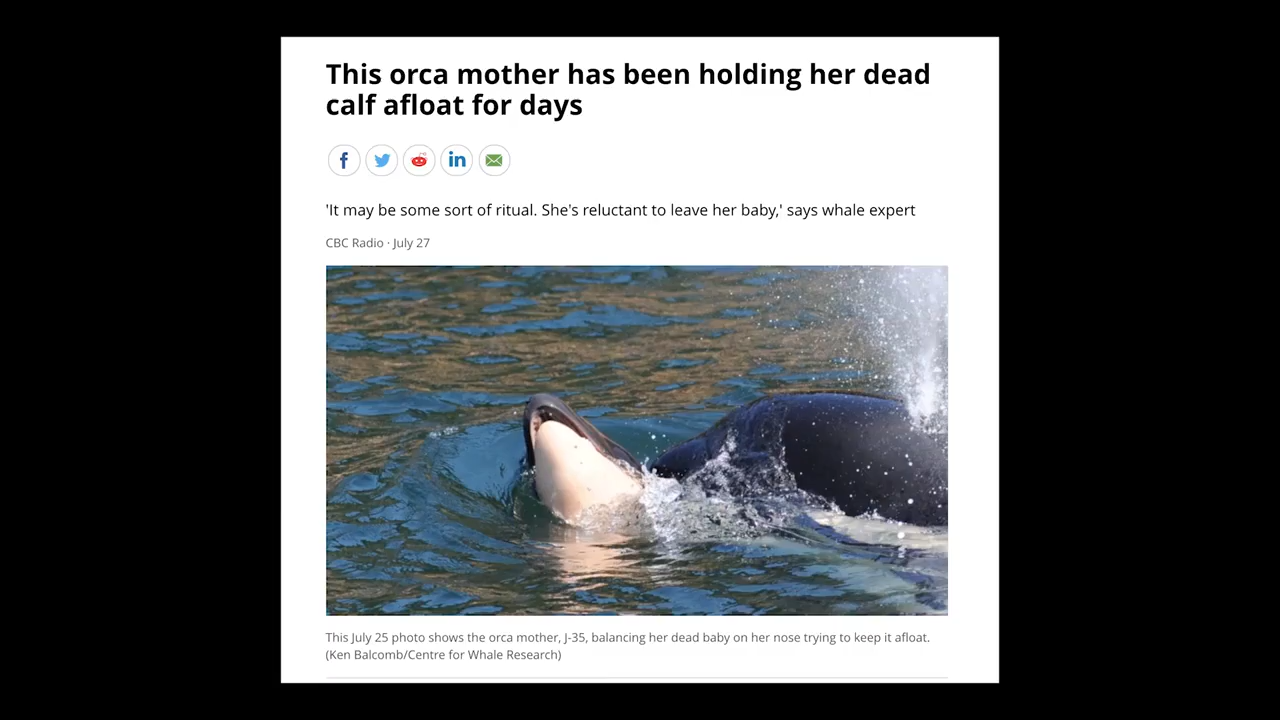 This orca mother has been holding her dead
calf afloat for days
f
in
'It may be some sort of ritual. She's reluctant to leave her baby,' says whale expert
CBC Radio · July 27
This July 25 photo shows the orca mother, J-35, balancing her dead baby on her nose trying to keep it afloat.
(Ken Balcomb/Centre for Whale Research)